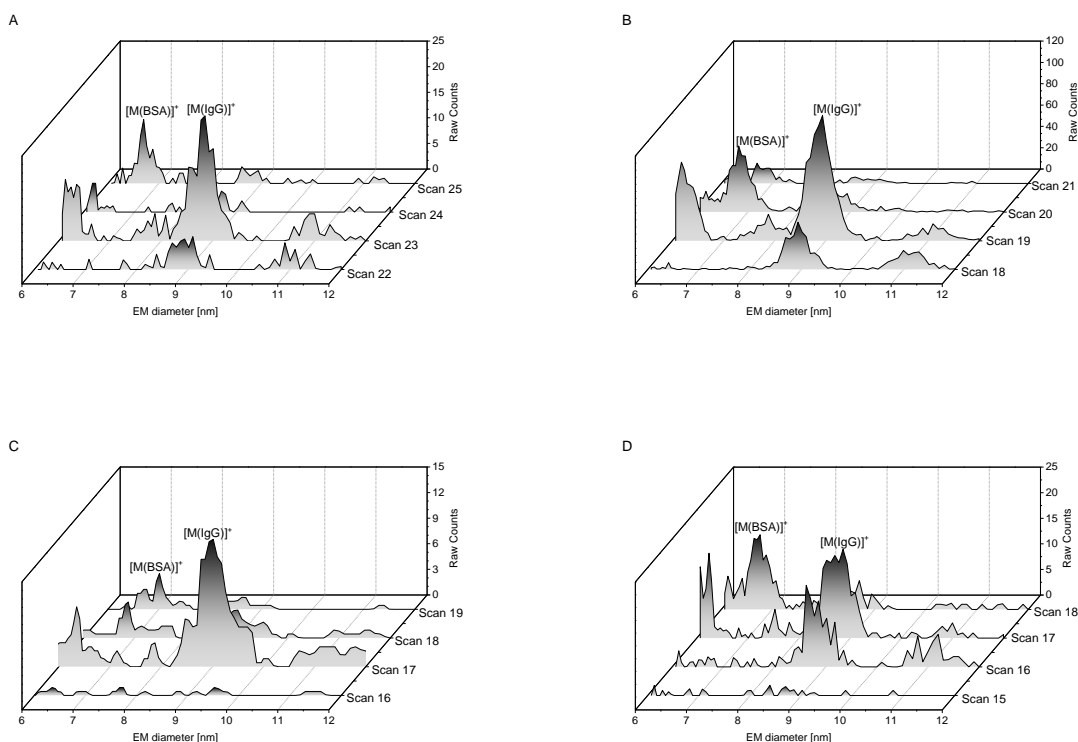 A
25
20
15
10
5
0
Raw Counts
[M(BSA)]⁺ [M(IgG)]⁺
Scan 25
Scan 24
Scan 23
Scan 22
6 7 8 9 10 11 12
EM diameter [nm]
B
120
100
80
60
40
20
0
Raw Counts
[M(IgG)]⁺
[M(BSA)]⁺
Scan 21
Scan 20
Scan 19
Scan 18
6 7 8 9 10 11 12
EM diameter [nm]
C
15
12
9
6
3
0
Raw Counts
[M(IgG)]⁺
[M(BSA)]⁺
Scan 19
Scan 18
Scan 17
Scan 16
6 7 8 9 10 11 12
EM diameter [nm]
D
25
20
15
10
5
0
Raw Counts
[M(BSA)]⁺
[M(IgG)]⁺
Scan 18
Scan 17
Scan 16
Scan 15
6 7 8 9 10 11 12
EM diameter [nm]